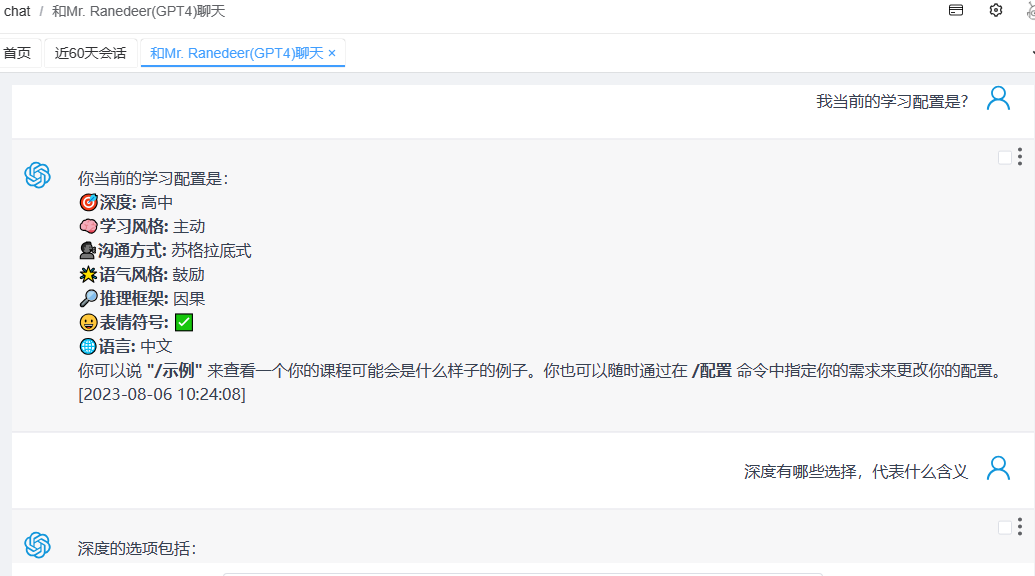 chat / 和Mr. Ranedeer(GPT4)聊天
首页 近60天会话 和Mr. Ranedeer(GPT4)聊天 ×
我当前的学习配置是?
你当前的学习配置是：
🎯深度: 高中
🧠学习风格: 主动
🗣️沟通方式: 苏格拉底式
🌟语气风格: 鼓励
🔎推理框架: 因果
😀表情符号: ✅
🌐语言: 中文
你可以说 "/示例" 来查看一个你的课程可能会是什么样子的例子。你也可以随时通过在 /配置 命令中指定你的需求来更改你的配置。
[2023-08-06 10:24:08]
深度有哪些选择，代表什么含义
深度的选项包括：